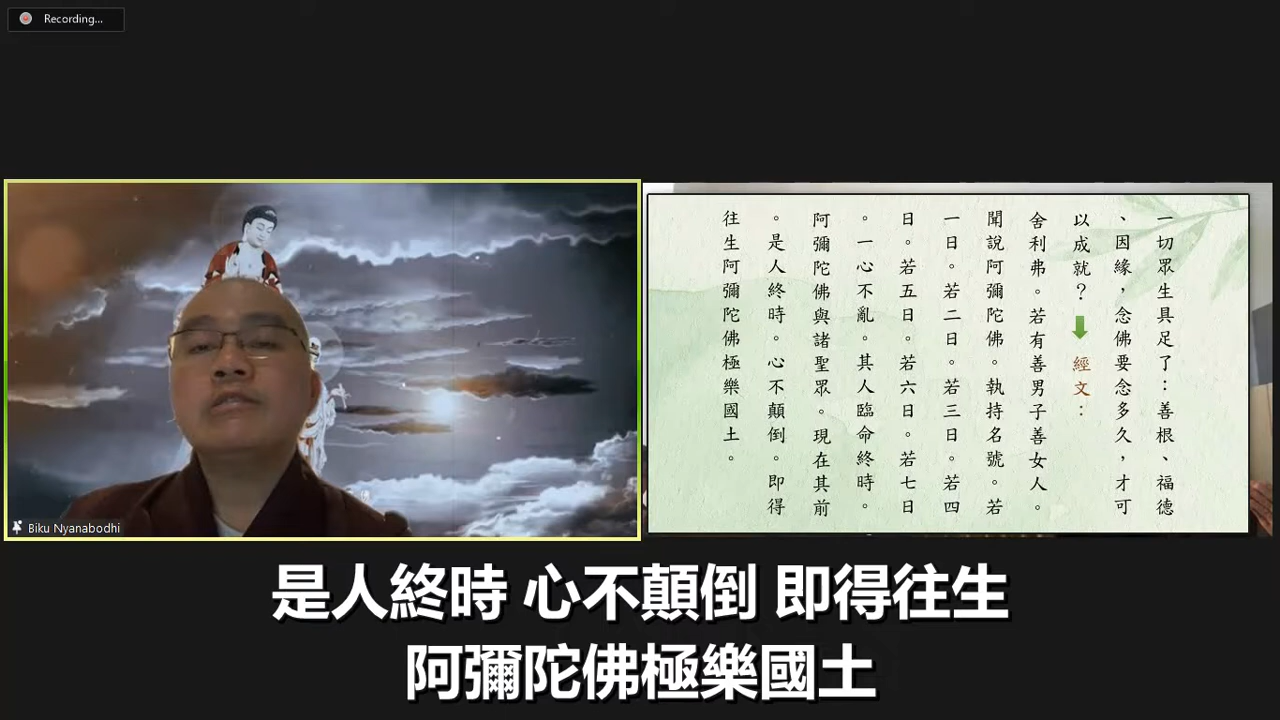 Recording...
一切眾生具足了：善根、福德
、因緣，念佛要念多久，才可
以成就？ 經文：
舍利弗。若有善男子善女人。
聞說阿彌陀佛。執持名號。若
一日。若二日。若三日。若四
日。若五日。若六日。若七日
。一心不亂。其人臨命終時。
阿彌陀佛與諸聖眾。現在其前
。是人終時。心不顛倒。即得
往生阿彌陀佛極樂國土。
Biku Nyanabodhi
是人終時 心不顛倒 即得往生
阿彌陀佛極樂國土